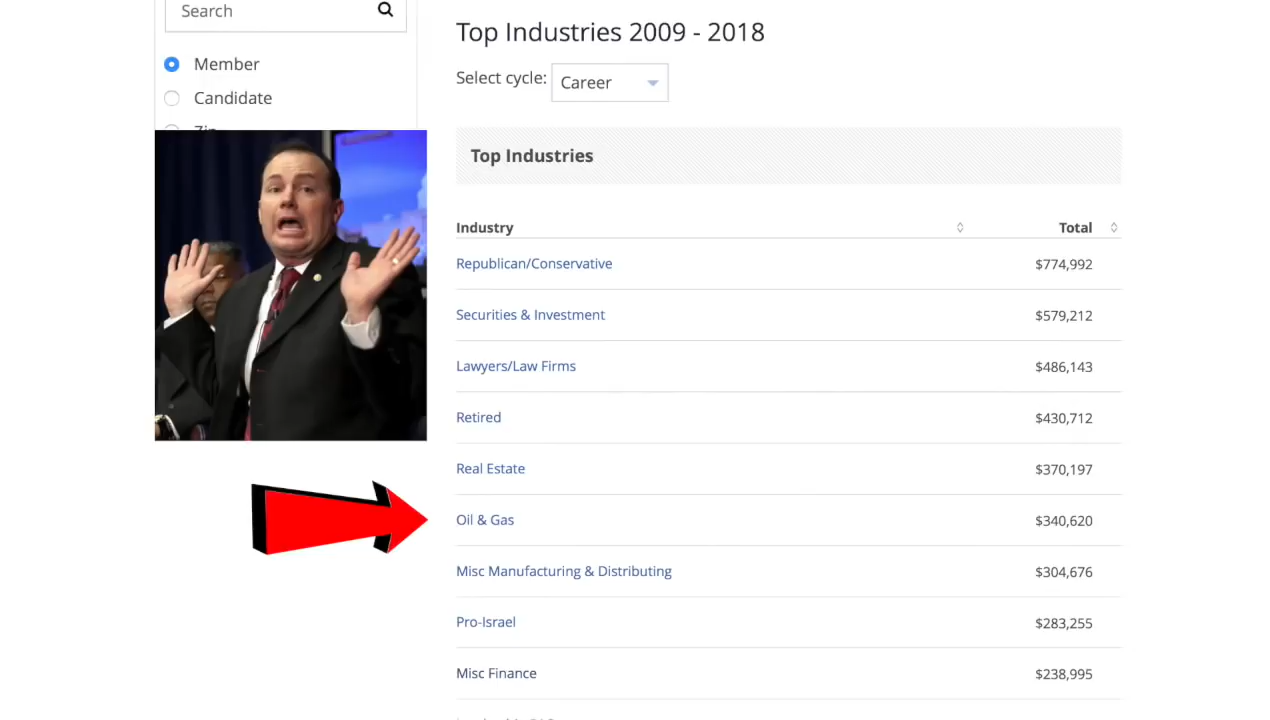 Search
Top Industries 2009 - 2018
Member
Select cycle: Career
Candidate
Zip
Top Industries
Industry Total
Republican/Conservative $774,992
Securities & Investment $579,212
Lawyers/Law Firms $486,143
Retired $430,712
Real Estate $370,197
Oil & Gas $340,620
Misc Manufacturing & Distributing $304,676
Pro-Israel $283,255
Misc Finance $238,995